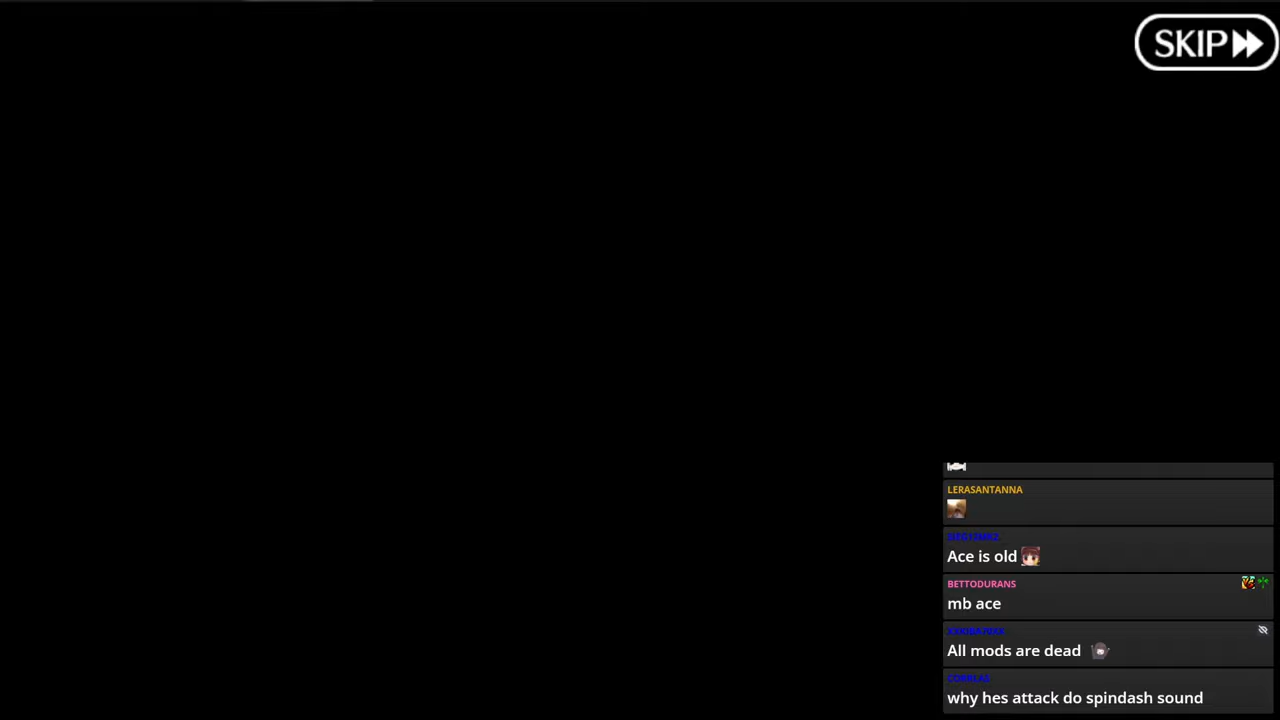 SKIP
LERASANTANNA
Ace is old
BETTODURANS
mb ace
All mods are dead
why hes attack do spindash sound